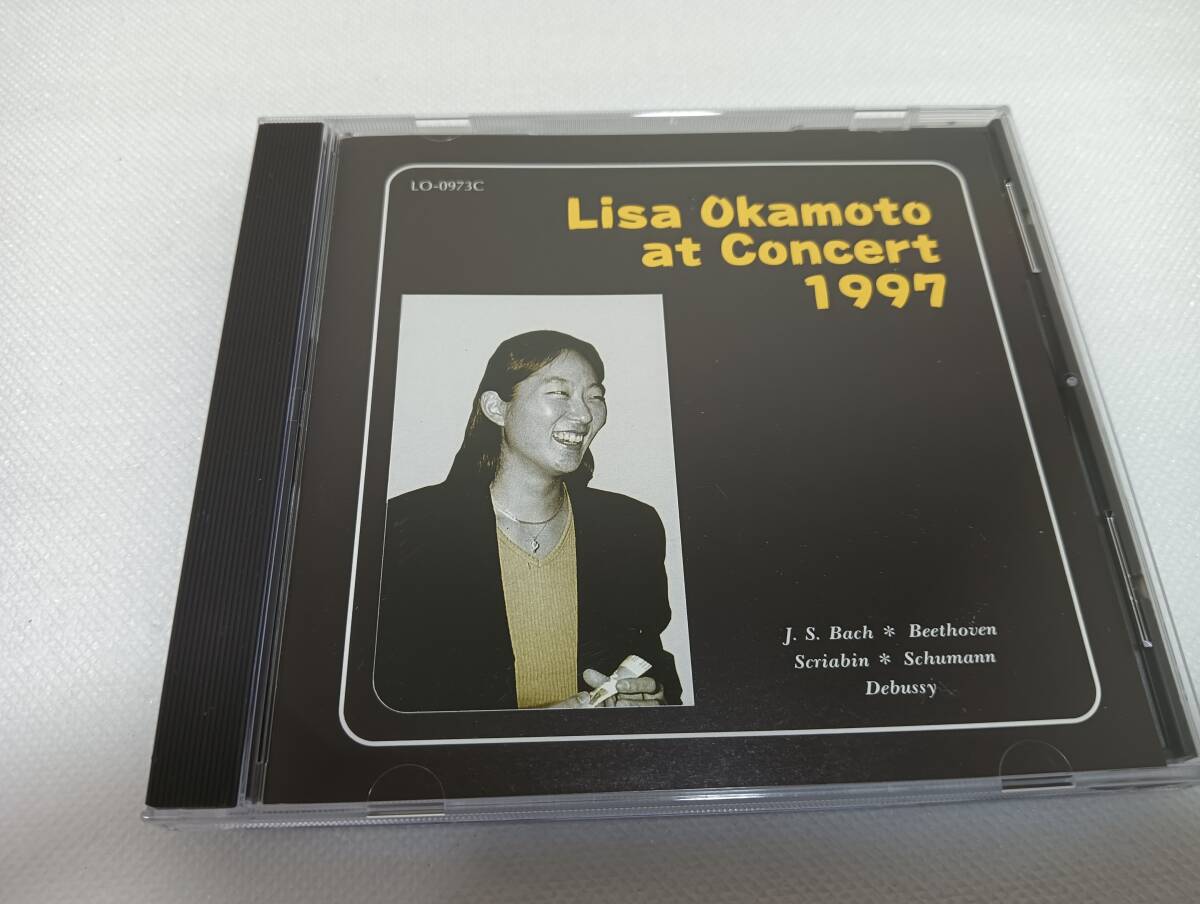 LO-0973C
Lisa Okamoto
at Concert
1997
J. S. Bach * Beethoven
Scriabin * Schumann
Debussy